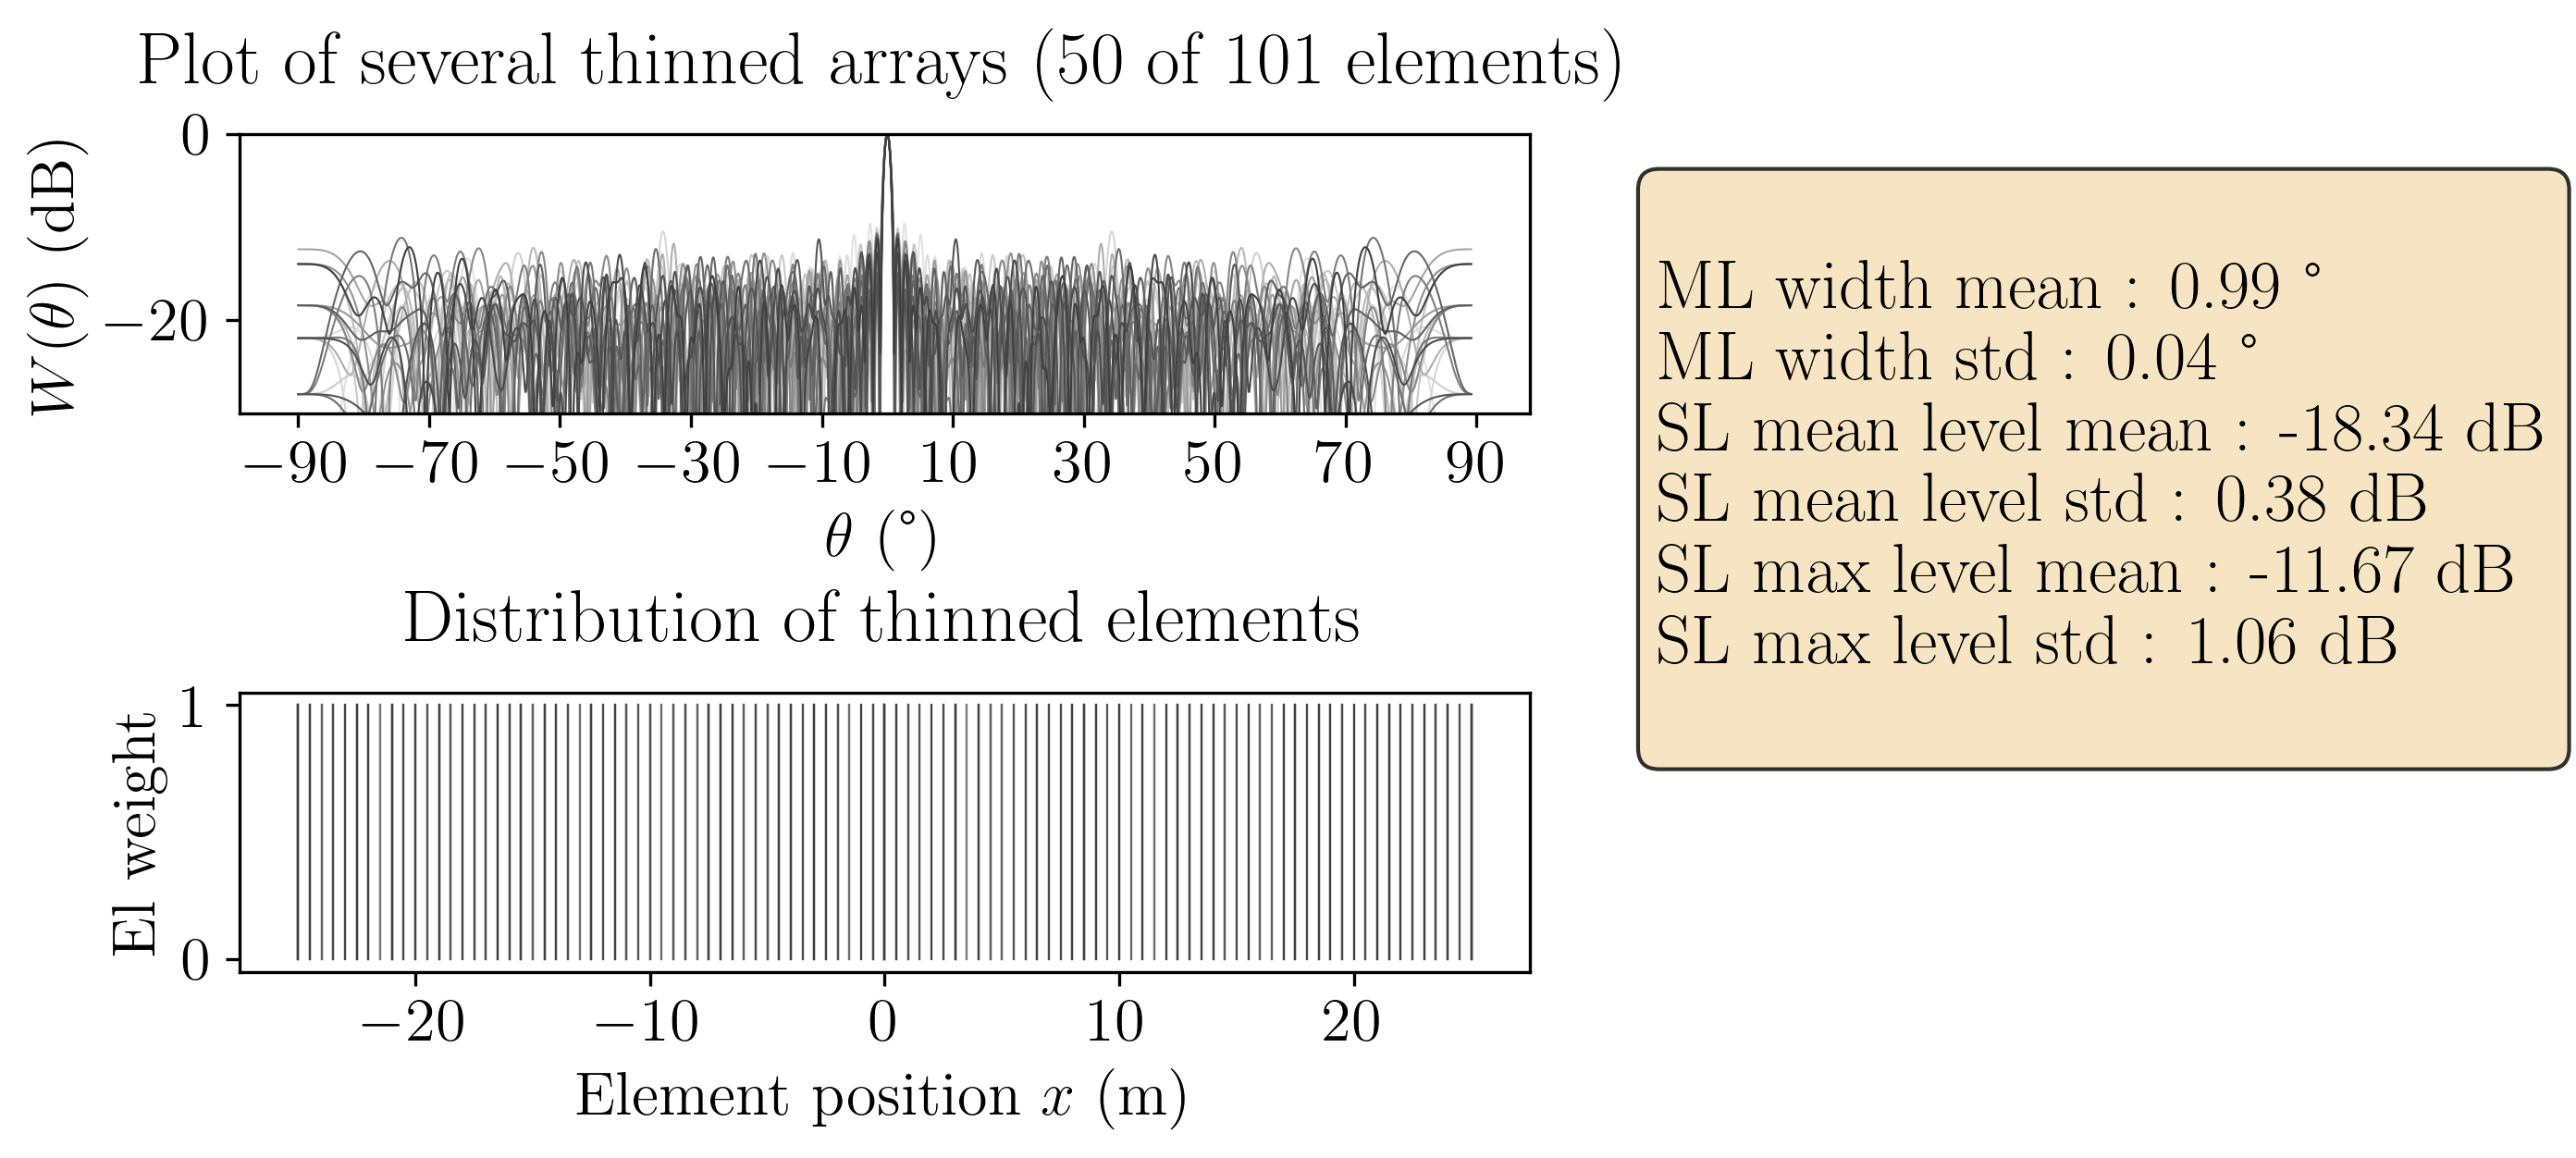 Plot of several thinned arrays (50 of 101 elements)
W(θ) (dB)
0
−20
−90 −70 −50 −30 −10 10 30 50 70 90
θ (°)
ML width mean : 0.99 °
ML width std : 0.04 °
SL mean level mean : -18.34 dB
SL mean level std : 0.38 dB
SL max level mean : -11.67 dB
SL max level std : 1.06 dB
Distribution of thinned elements
El weight
1
0
−20 −10 0 10 20
Element position x (m)